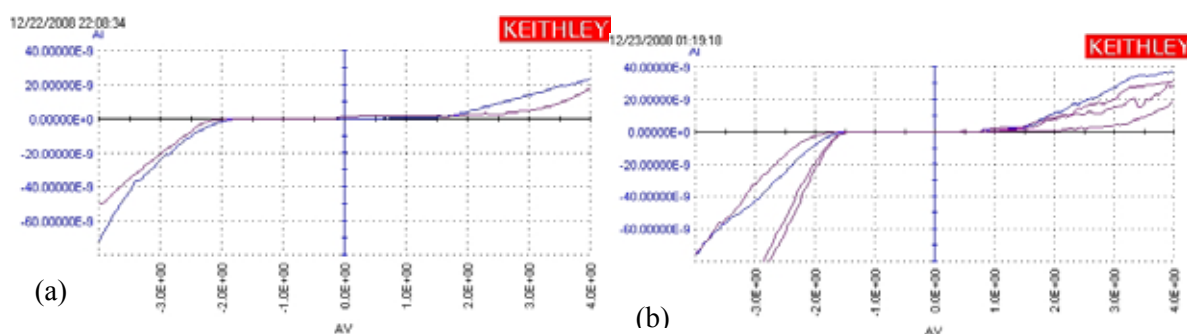 12/22/2008 22:08:34
AI
KEITHLEY
40.00000E-9
20.00000E-9
0.00000E+0
-20.00000E-9
-40.00000E-9
-60.00000E-9
-3.0E+00
-2.0E+00
-1.0E+00
0.0E+00
1.0E+00
2.0E+00
3.0E+00
4.0E+00
AV
(a)
12/23/2008 01:19:18
AI
KEITHLEY
40.00000E-9
20.00000E-9
0.00000E+0
-20.00000E-9
-40.00000E-9
-60.00000E-9
-3.0E+00
-2.0E+00
-1.0E+00
0.0E+00
1.0E+00
2.0E+00
3.0E+00
4.0E+00
AV
(b)